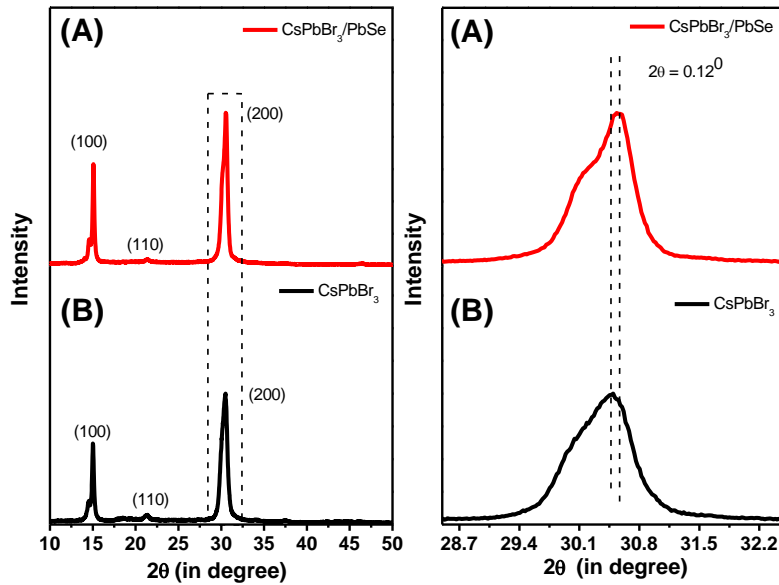 (A)
CsPbBr₃/PbSe
(200)
(100)
(110)
(B)
CsPbBr₃
(200)
(100)
(110)
Intensity
10 15 20 25 30 35 40 45 50
2θ (in degree)
(A)
CsPbBr₃/PbSe
2θ = 0.12⁰
(B)
CsPbBr₃
Intensity
28.7 29.4 30.1 30.8 31.5 32.2
2θ (in degree)